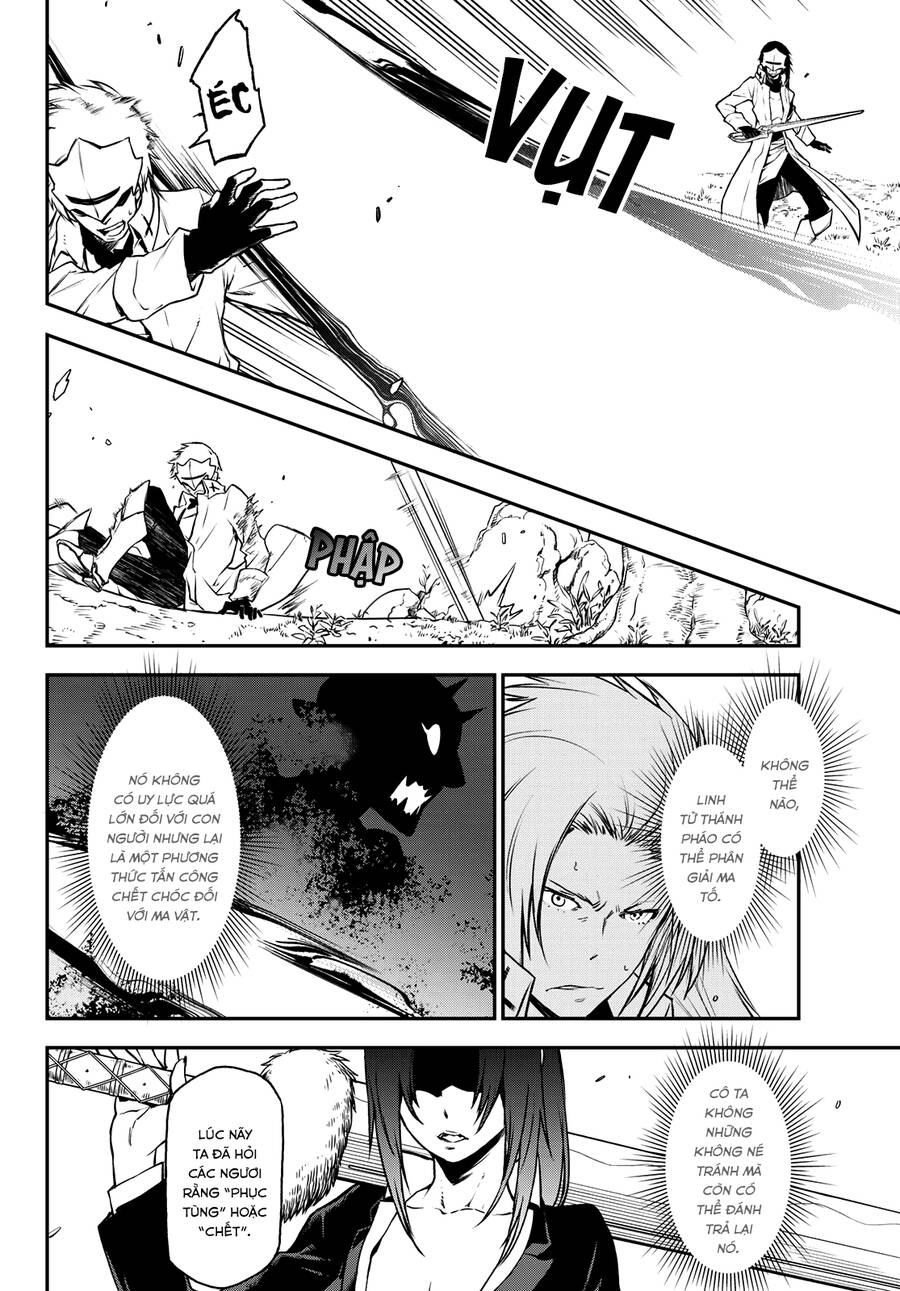 ÉC
VỤT
PHẬP
KHÔNG
THỂ
NÀO,
LINH
TỬ THÁNH
PHÁO CÓ
THỂ PHÂN
GIẢI MA
TỐ.
NÓ KHÔNG
CÓ UY LỰC QUÁ
LỚN ĐỐI VỚI CON
NGƯỜI NHƯNG LẠI
LÀ MỘT PHƯƠNG
THỨC TẤN CÔNG
CHẾT CHÓC ĐỐI
VỚI MA VẬT.
CÔ TA
KHÔNG
NHỮNG
KHÔNG NÉ
TRÁNH MÀ
CÒN CÓ
THỂ ĐÁNH
TRẢ LẠI
NÓ.
LÚC NÃY
TA ĐÃ HỎI
CÁC NGƯƠI
RẰNG “PHỤC
TÙNG” HOẶC
“CHẾT”.